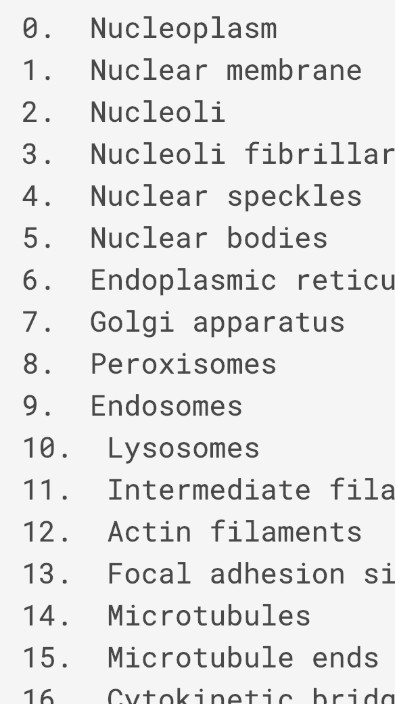 0.  Nucleoplasm
1.  Nuclear membrane
2.  Nucleoli
3.  Nucleoli fibrillar
4.  Nuclear speckles
5.  Nuclear bodies
6.  Endoplasmic reticu
7.  Golgi apparatus
8.  Peroxisomes
9.  Endosomes
10.  Lysosomes
11.  Intermediate fila
12.  Actin filaments
13.  Focal adhesion si
14.  Microtubules
15.  Microtubule ends
16.  Cytokinetic bridg